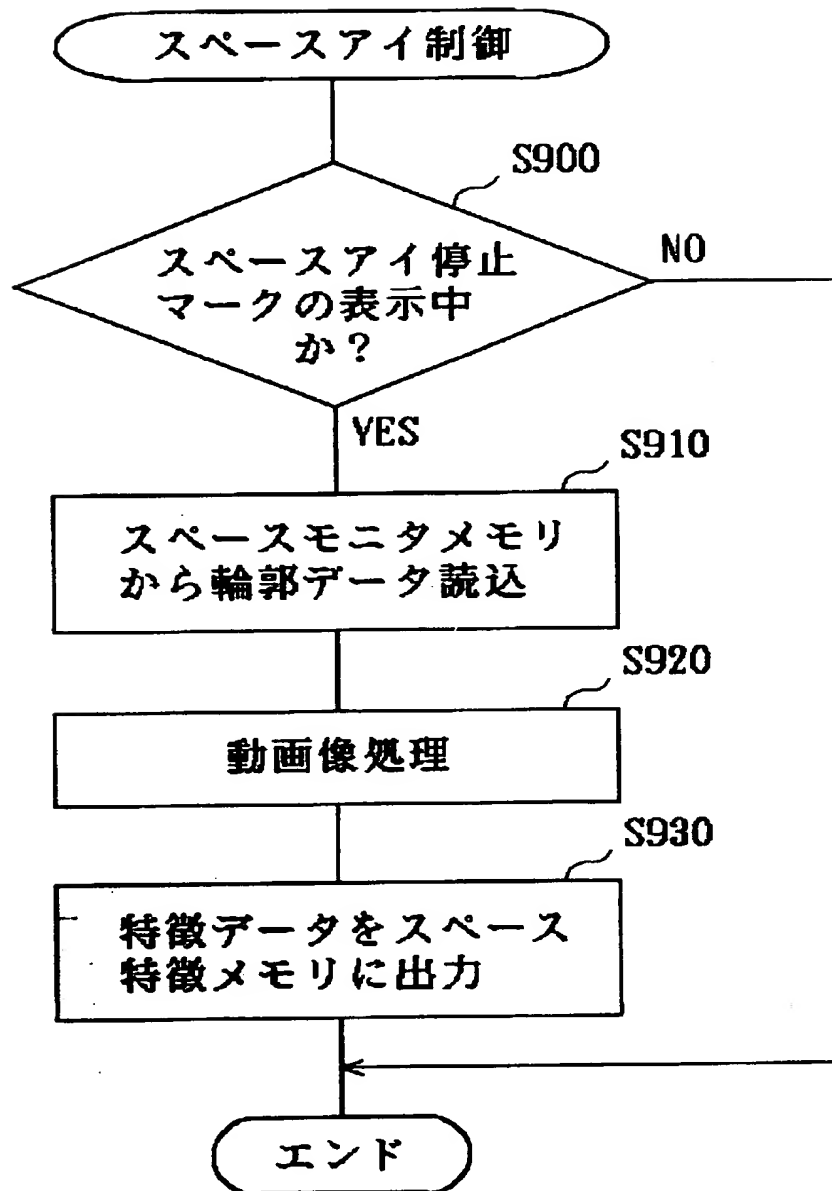 スペースアイ制御
S900
スペースアイ停止
マークの表示中
か？
NO
YES
S910
スペースモニタメモリ
から輪郭データ読込
S920
動画像処理
S930
特徴データをスペース
特徴メモリに出力
エンド